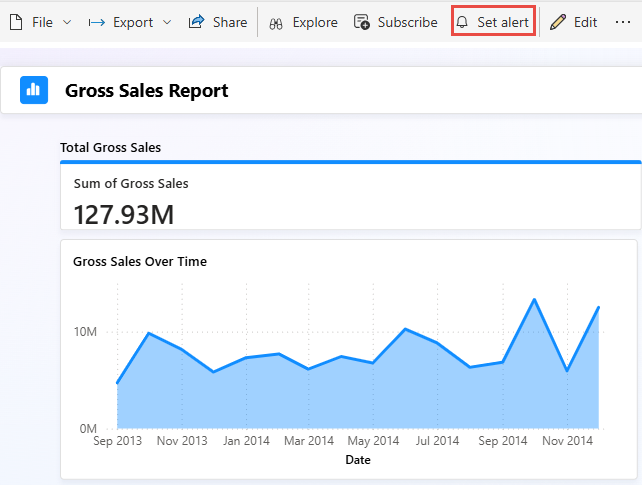 File Export Share Explore Subscribe Set alert Edit ...
Gross Sales Report
Total Gross Sales
Sum of Gross Sales
127.93M
Gross Sales Over Time
10M
0M
Sep 2013 Nov 2013 Jan 2014 Mar 2014 May 2014 Jul 2014 Sep 2014 Nov 2014
Date